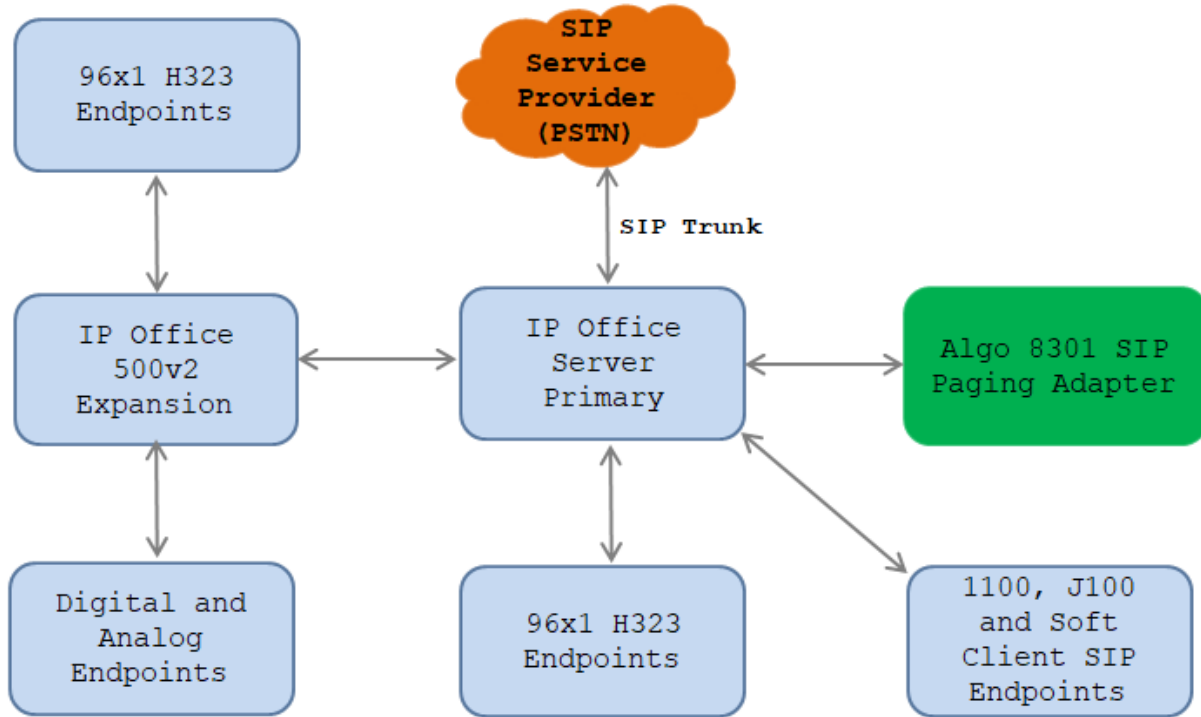 96x1 H323
Endpoints
SIP
Service
Provider
(PSTN)
SIP Trunk
IP Office
500v2
Expansion
IP Office
Server
Primary
Algo 8301 SIP
Paging Adapter
Digital and
Analog
Endpoints
96x1 H323
Endpoints
1100, J100
and Soft
Client SIP
Endpoints